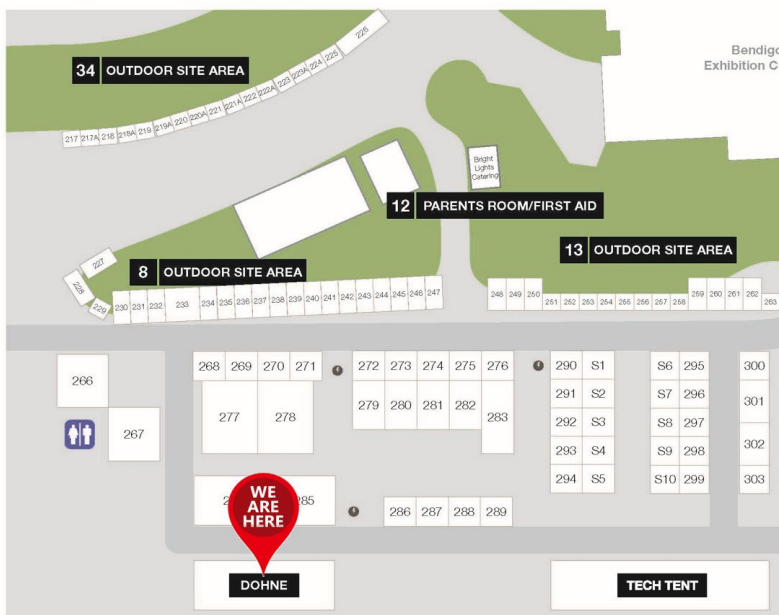 Bendigo
Exhibition C
226
34 OUTDOOR SITE AREA
217 217A 218 218A 219 219A 220 220A 221 221A 222 222A 223 223A 224 225
Bright
Lights
Catering
12 PARENTS ROOM/FIRST AID
13 OUTDOOR SITE AREA
227
8 OUTDOOR SITE AREA
228
229
230 231 232 233 234 235 236 237 238 239 240 241 242 243 244 245 246 247
248 249 250 251 252 253 254 255 256 257 258 259 260 261 262 263
266
267
268 269 270 271
272 273 274 275 276
277 278
279 280 281 282 283
290 S1
291 S2
292 S3
293 S4
294 S5
S6 295
S7 296
S8 297
S9 298
S10 299
300
301
302
303
WE
ARE
HERE
285
286 287 288 289
DOHNE
TECH TENT